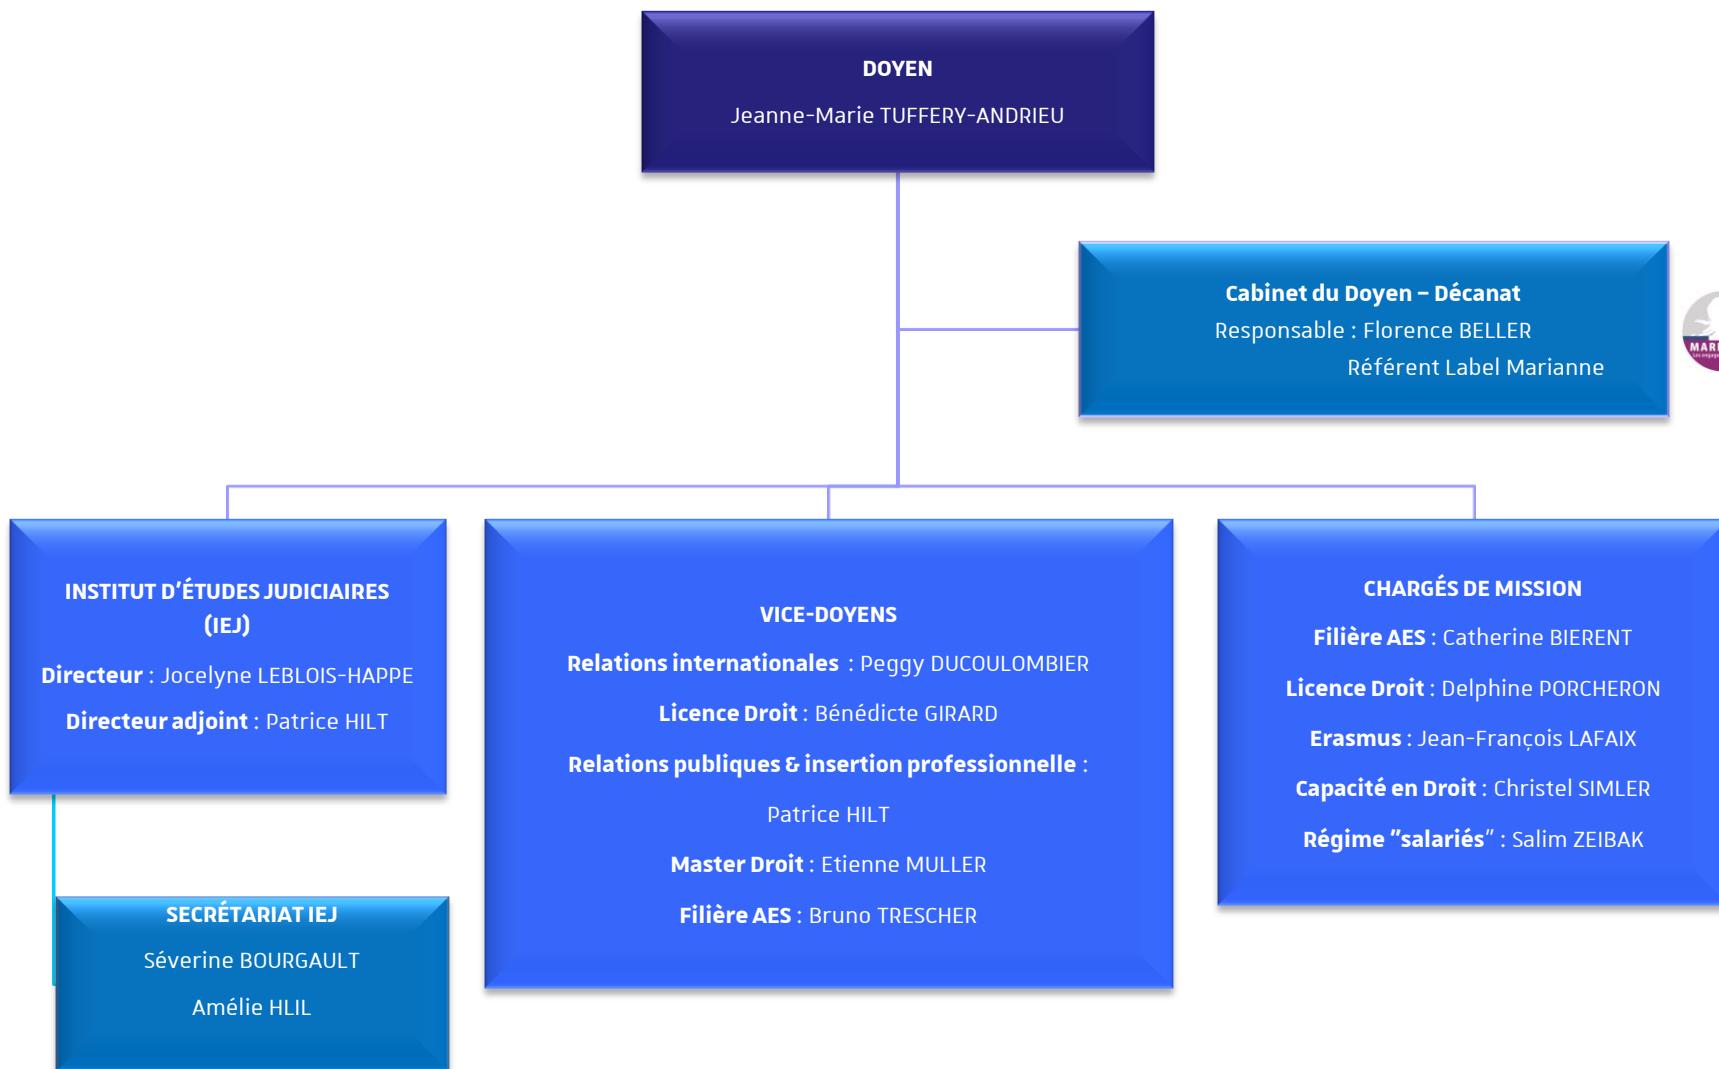 DOYEN
Jeanne-Marie TUFFERY-ANDRIEU
Cabinet du Doyen – Décanat
Responsable : Florence BELLER
Référent Label Marianne
INSTITUT D'ÉTUDES JUDICIAIRES
(IEJ)
Directeur : Jocelyne LEBLOIS-HAPPE
Directeur adjoint : Patrice HILT
SECRÉTARIAT IEJ
Séverine BOURGAULT
Amélie HLIL
VICE-DOYENS
Relations internationales : Peggy DUCOULOMBIER
Licence Droit : Bénédicte GIRARD
Relations publiques & insertion professionnelle :
Patrice HILT
Master Droit : Etienne MULLER
Filière AES : Bruno TRESCHER
CHARGÉS DE MISSION
Filière AES : Catherine BIERENT
Licence Droit : Delphine PORCHERON
Erasmus : Jean-François LAFAIX
Capacité en Droit : Christel SIMLER
Régime "salariés" : Salim ZEIBAK